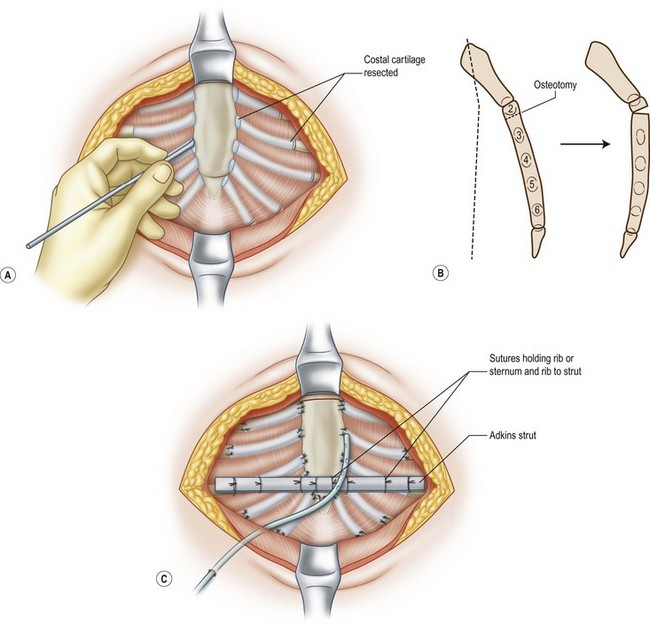 Costal cartilage
resected
A
Osteotomy
2
3
4
5
6
B
Sutures holding rib or
sternum and rib to strut
Adkins strut
C